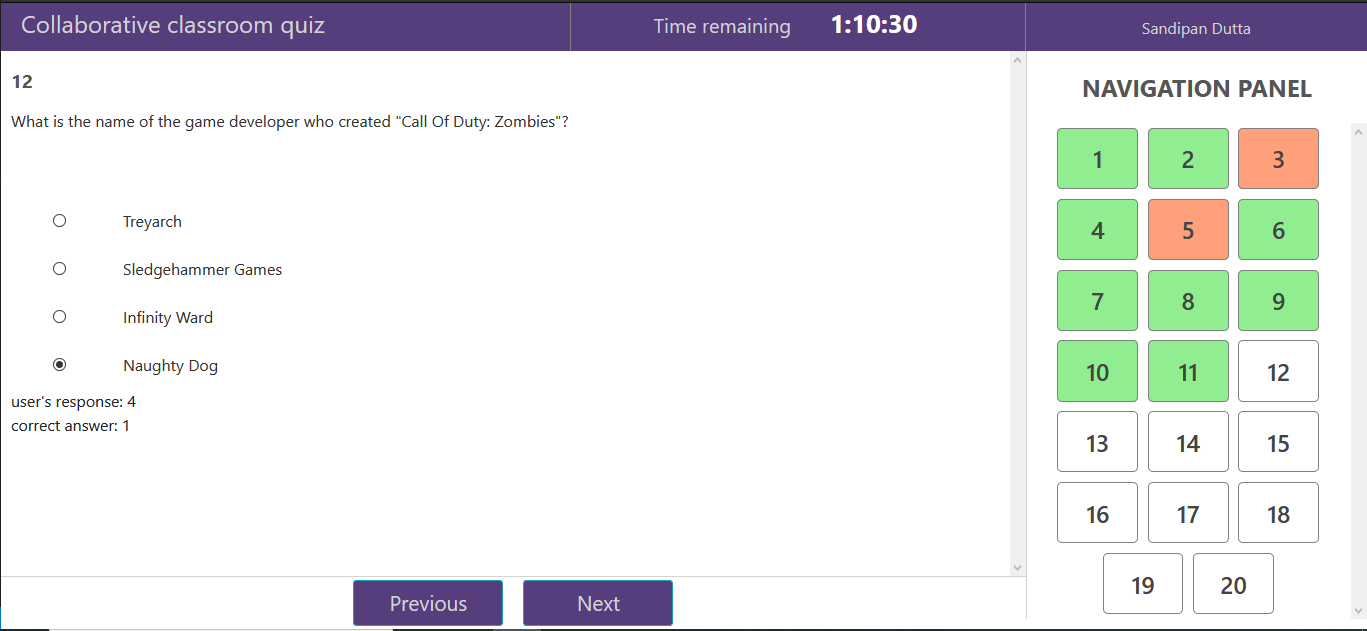 Collaborative classroom quiz
Time remaining 1:10:30
Sandipan Dutta
12
What is the name of the game developer who created "Call Of Duty: Zombies"?
Treyarch
Sledgehammer Games
Infinity Ward
Naughty Dog
user's response: 4
correct answer: 1
Previous
Next
NAVIGATION PANEL
1 2 3
4 5 6
7 8 9
10 11 12
13 14 15
16 17 18
19 20